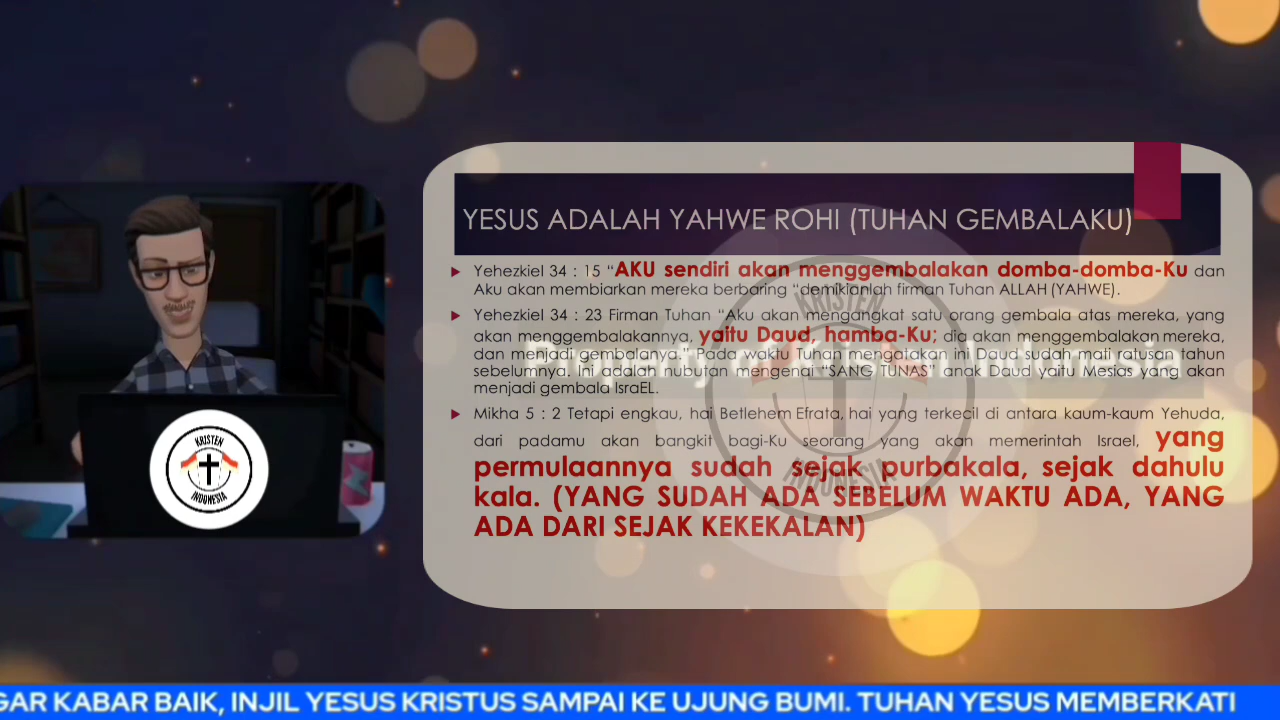 YESUS ADALAH YAHWE ROHI (TUHAN GEMBALAKU)
Yehezkiel 34 : 15 “AKU sendiri akan menggembalakan domba-domba-Ku dan
Aku akan membiarkan mereka berbaring “demikianlah firman Tuhan ALLAH (YAHWE).
Yehezkiel 34 : 23 Firman Tuhan “Aku akan mengangkat satu orang gembala atas mereka, yang
akan menggembalakannya, yaitu Daud, hamba-Ku; dia akan menggembalakan mereka,
dan menjadi gembalanya.” Pada waktu Tuhan mengatakan ini Daud sudah mati ratusan tahun
sebelumnya. Ini adalah nubutan mengenai “SANG TUNAS” anak Daud yaitu Mesias yang akan
menjadi gembala IsraEL.
Mikha 5 : 2 Tetapi engkau, hai Betlehem Efrata, hai yang terkecil di antara kaum-kaum Yehuda,
dari padamu akan bangkit bagi-Ku seorang yang akan memerintah Israel, yang
permulaannya sudah sejak purbakala, sejak dahulu
kala. (YANG SUDAH ADA SEBELUM WAKTU ADA, YANG
ADA DARI SEJAK KEKEKALAN)
KRISTEN
INDONESIA
KRISTEN
INDONESIA
GAR KABAR BAIK, INJIL YESUS KRISTUS SAMPAI KE UJUNG BUMI. TUHAN YESUS MEMBERKATI